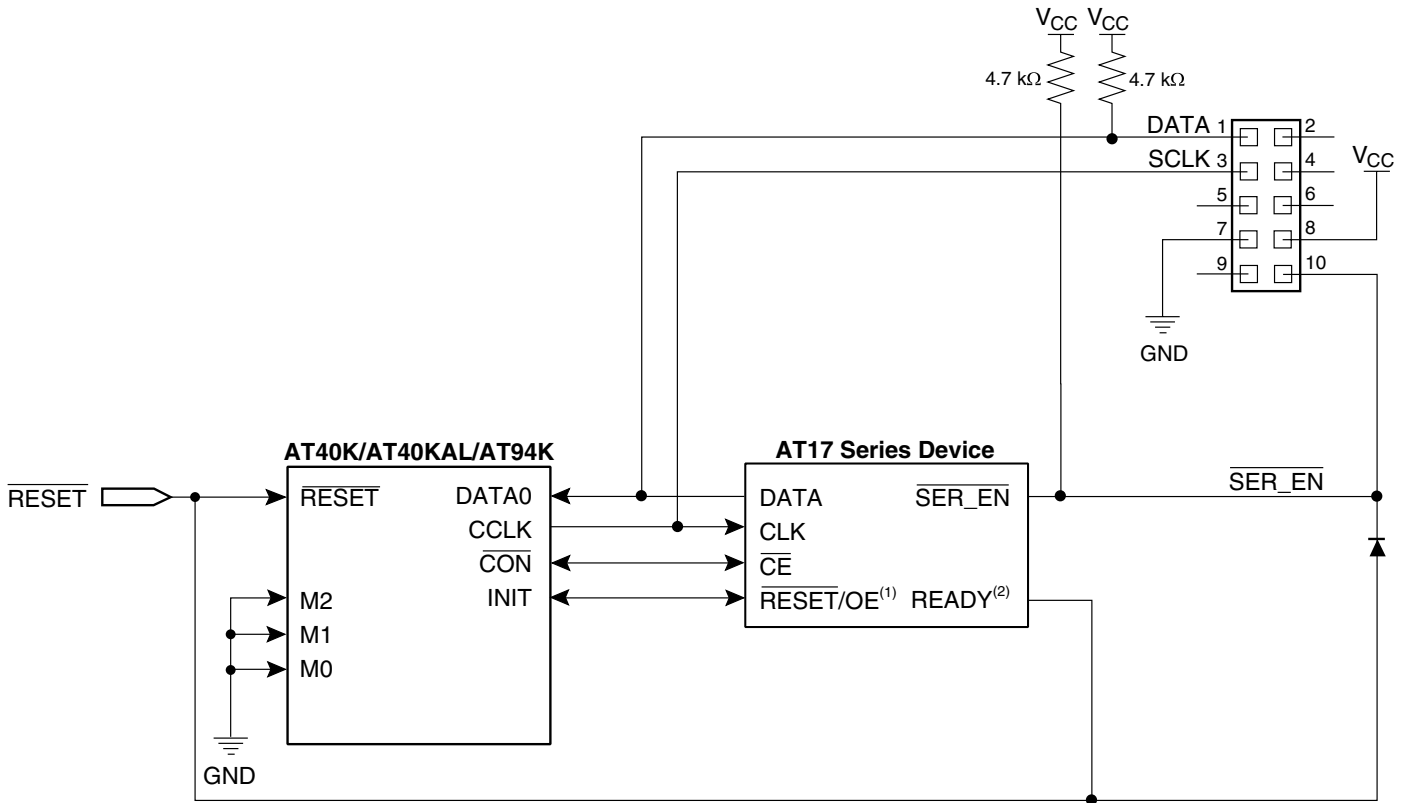 VCC VCC
4.7 kΩ 4.7 kΩ
DATA 1 2
SCLK 3 4 VCC
5 6
7 8
9 10
GND
AT40K/AT40KAL/AT94K AT17 Series Device
RESET RESET DATA0 DATA SER_EN SER_EN
CCLK CLK
CON CE
M2 INIT RESET/OE(1) READY(2)
M1
M0
GND